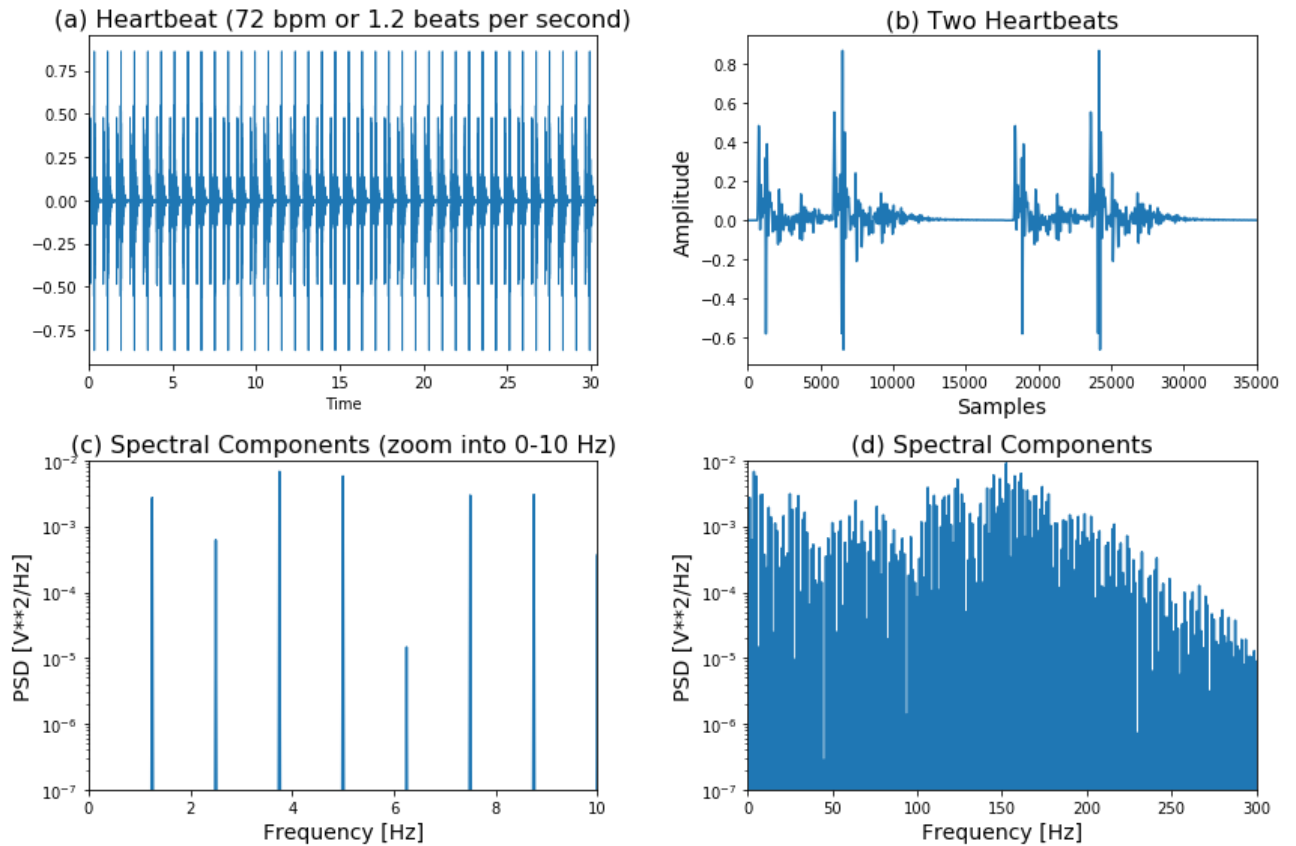 (a) Heartbeat (72 bpm or 1.2 beats per second)
0.75
0.50
0.25
0.00
−0.25
−0.50
−0.75
0 5 10 15 20 25 30
Time
(b) Two Heartbeats
Amplitude
0.8
0.6
0.4
0.2
0.0
−0.2
−0.4
−0.6
0 5000 10000 15000 20000 25000 30000 35000
Samples
(c) Spectral Components (zoom into 0-10 Hz)
PSD [V**2/Hz]
10⁻²
10⁻³
10⁻⁴
10⁻⁵
10⁻⁶
10⁻⁷
0 2 4 6 8 10
Frequency [Hz]
(d) Spectral Components
PSD [V**2/Hz]
10⁻²
10⁻³
10⁻⁴
10⁻⁵
10⁻⁶
10⁻⁷
0 50 100 150 200 250 300
Frequency [Hz]